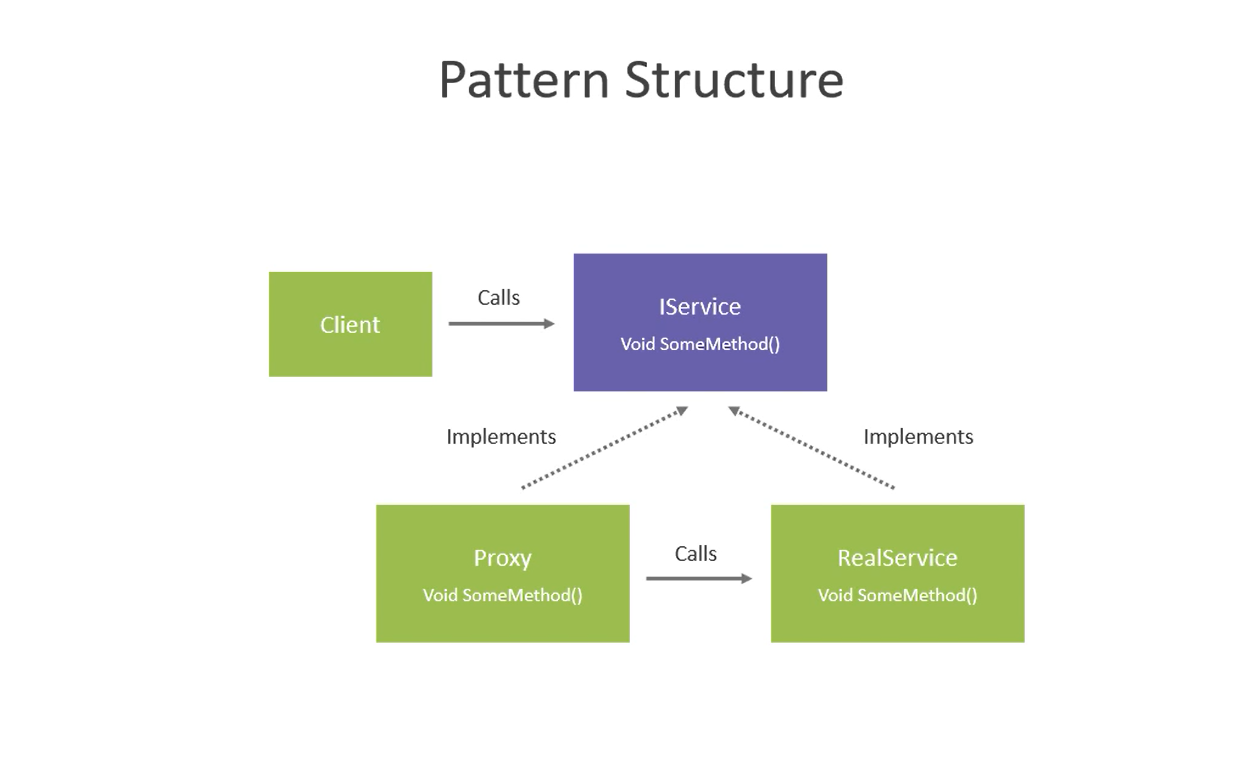 Pattern Structure
Calls
IService
Client
Void SomeMethod()
Implements
Implements
Calls
Proxy
RealService
Void SomeMethod()
Void SomeMethod()